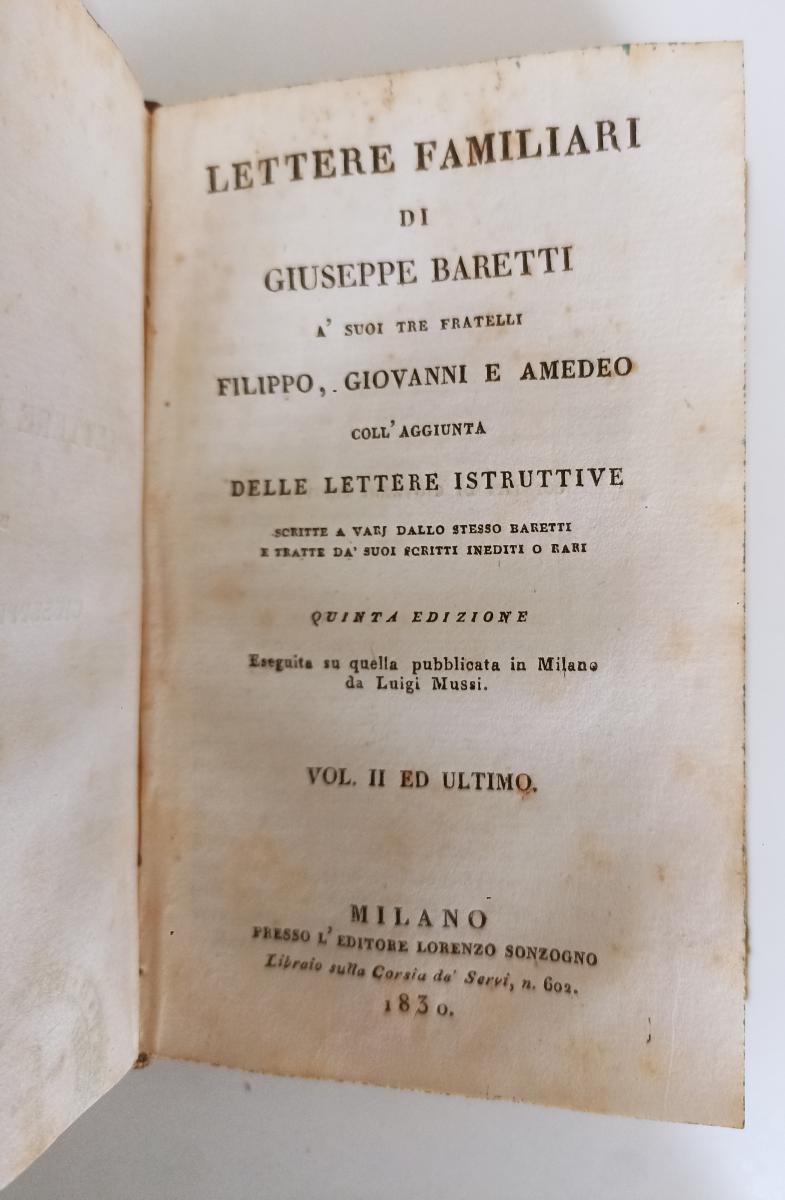 LETTERE FAMILIARI
DI
GIUSEPPE BARETTI
A' SUOI TRE FRATELLI
FILIPPO, GIOVANNI E AMEDEO
COLL'AGGIUNTA
DELLE LETTERE ISTRUTTIVE
SCRITTE A VARJ DALLO STESSO BARETTI
E TRATTE DA' SUOI SCRITTI INEDITI O RARI
QUINTA EDIZIONE
Eseguita su quella pubblicata in Milano
da Luigi Mussi.
VOL. II ED ULTIMO.
MILANO
PRESSO L'EDITORE LORENZO SONZOGNO
Libraio sulla Corsia de' Servi, n. 602.
1830.